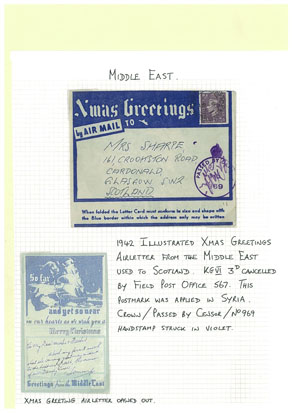 MIDDLE EAST.
Xmas Greetings
by AIR MAIL TO
MRS SHARPE,
161, CROOKSTON ROAD
CARDONALD,
GLASGOW SW2
SCOTLAND
PASSED BY
969
When folded the Letter Card must conform to size and shape with
the Blue border within which the address only may be written
1942 ILLUSTRATED XMAS GREETINGS
AIRLETTER FROM THE MIDDLE EAST
USED TO SCOTLAND. KGVI 3D CANCELLED
BY FIELD POST OFFICE 567. THIS
POSTMARK WAS APPLIED IN SYRIA.
CROWN/PASSED BY CENSOR/No969
HANDSTAMP STRUCK IN VIOLET.
So far
and yet so near
in our hearts as we wish you a
Merry Christmas
Greetings from the Middle East
XMAS GREETING AIRLETTER OPENED OUT.